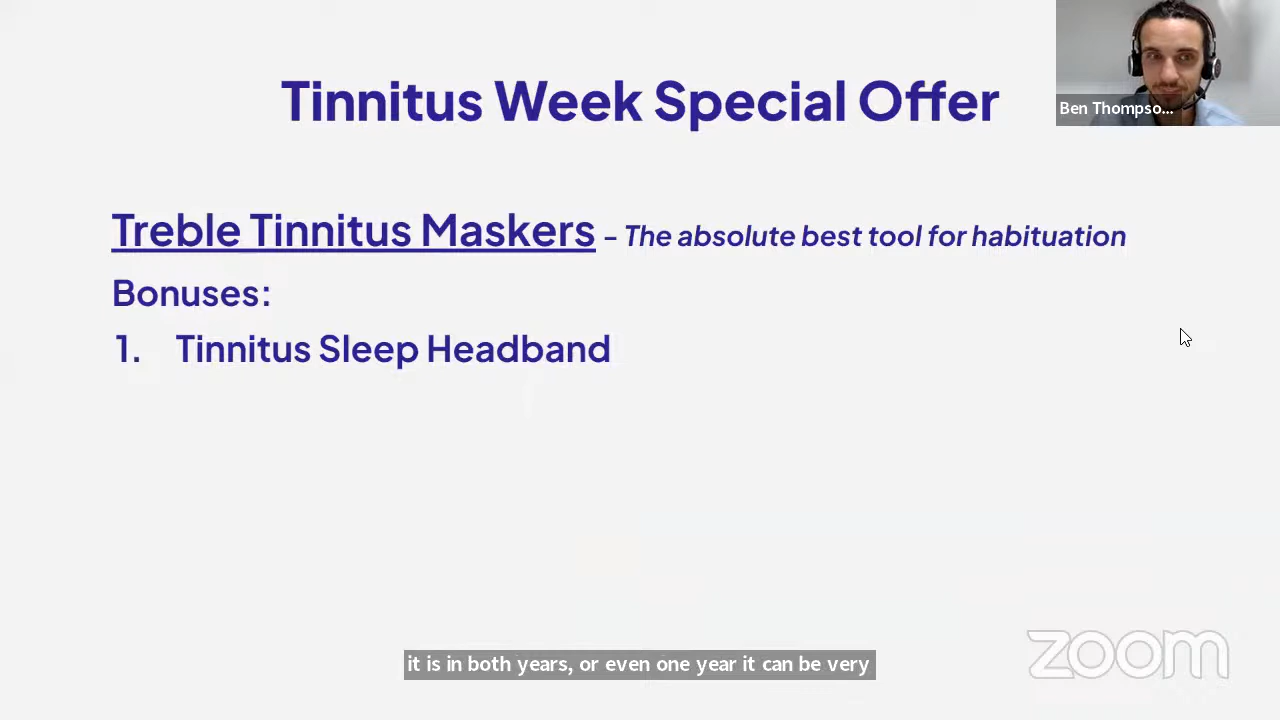 Tinnitus Week Special Offer
Ben Thompso...
Treble Tinnitus Maskers – The absolute best tool for habituation
Bonuses:
1. Tinnitus Sleep Headband
it is in both years, or even one year it can be very
zoom